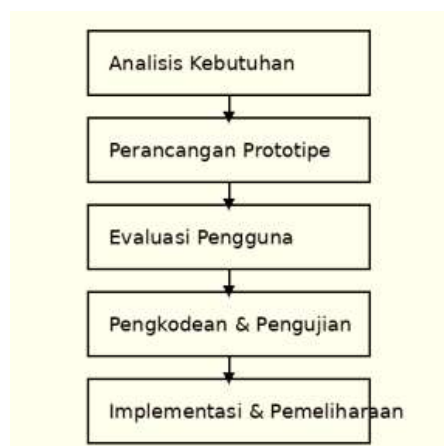 Analisis Kebutuhan
Perancangan Prototipe
Evaluasi Pengguna
Pengkodean & Pengujian
Implementasi & Pemeliharaan